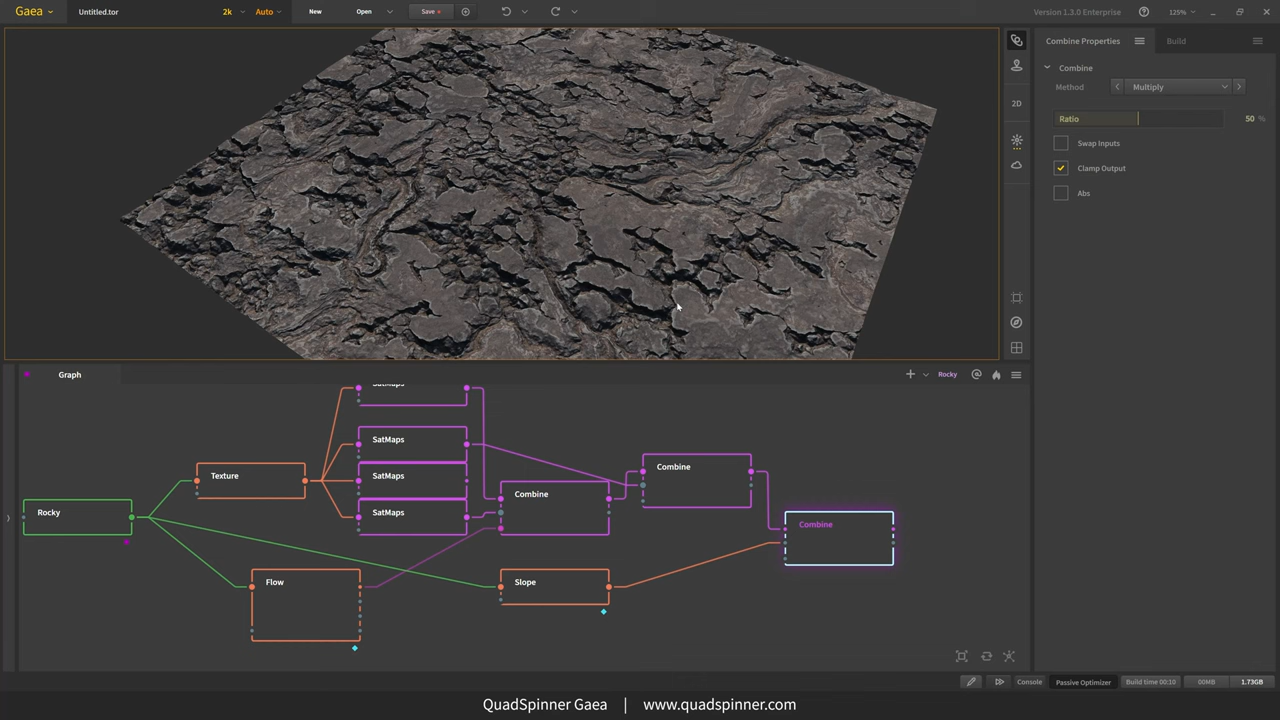 Gaea
Untitled.tor
2k
Auto
New
Open
Save
Version 1.3.0 Enterprise
125%
Combine Properties
Build
Combine
Method
Multiply
Ratio
50 %
Swap Inputs
Clamp Output
Abs
2D
Graph
Rocky
SatMaps
SatMaps
SatMaps
SatMaps
Texture
Combine
Combine
Combine
Rocky
Flow
Slope
Console
Passive Optimizer
Build time 00:10
00MB
1.73GB
QuadSpinner Gaea | www.quadspinner.com